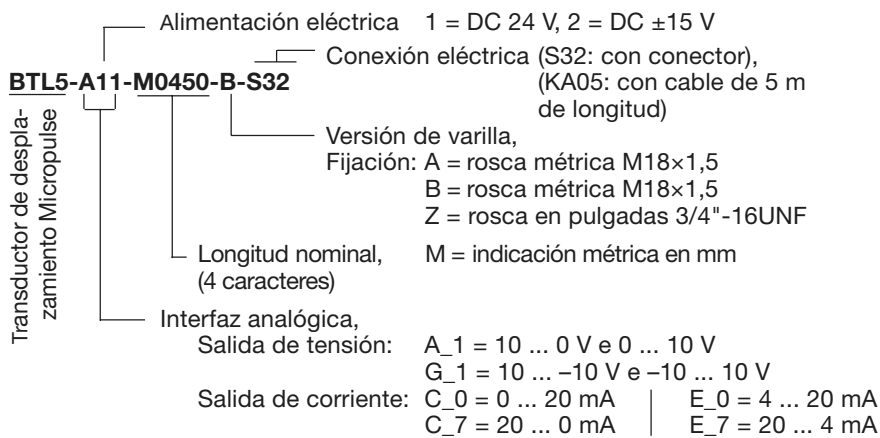 Alimentación eléctrica 1 = DC 24 V, 2 = DC ±15 V
Conexión eléctrica (S32: con conector),
(KA05: con cable de 5 m
de longitud)
BTL5-A11-M0450-B-S32
Transductor de despla-
zamiento Micropulse
Versión de varilla,
Fijación: A = rosca métrica M18×1,5
B = rosca métrica M18×1,5
Z = rosca en pulgadas 3/4"-16UNF
Longitud nominal, M = indicación métrica en mm
(4 caracteres)
Interfaz analógica,
Salida de tensión: A_1 = 10 ... 0 V e 0 ... 10 V
G_1 = 10 ... –10 V e –10 ... 10 V
Salida de corriente: C_0 = 0 ... 20 mA E_0 = 4 ... 20 mA
C_7 = 20 ... 0 mA E_7 = 20 ... 4 mA